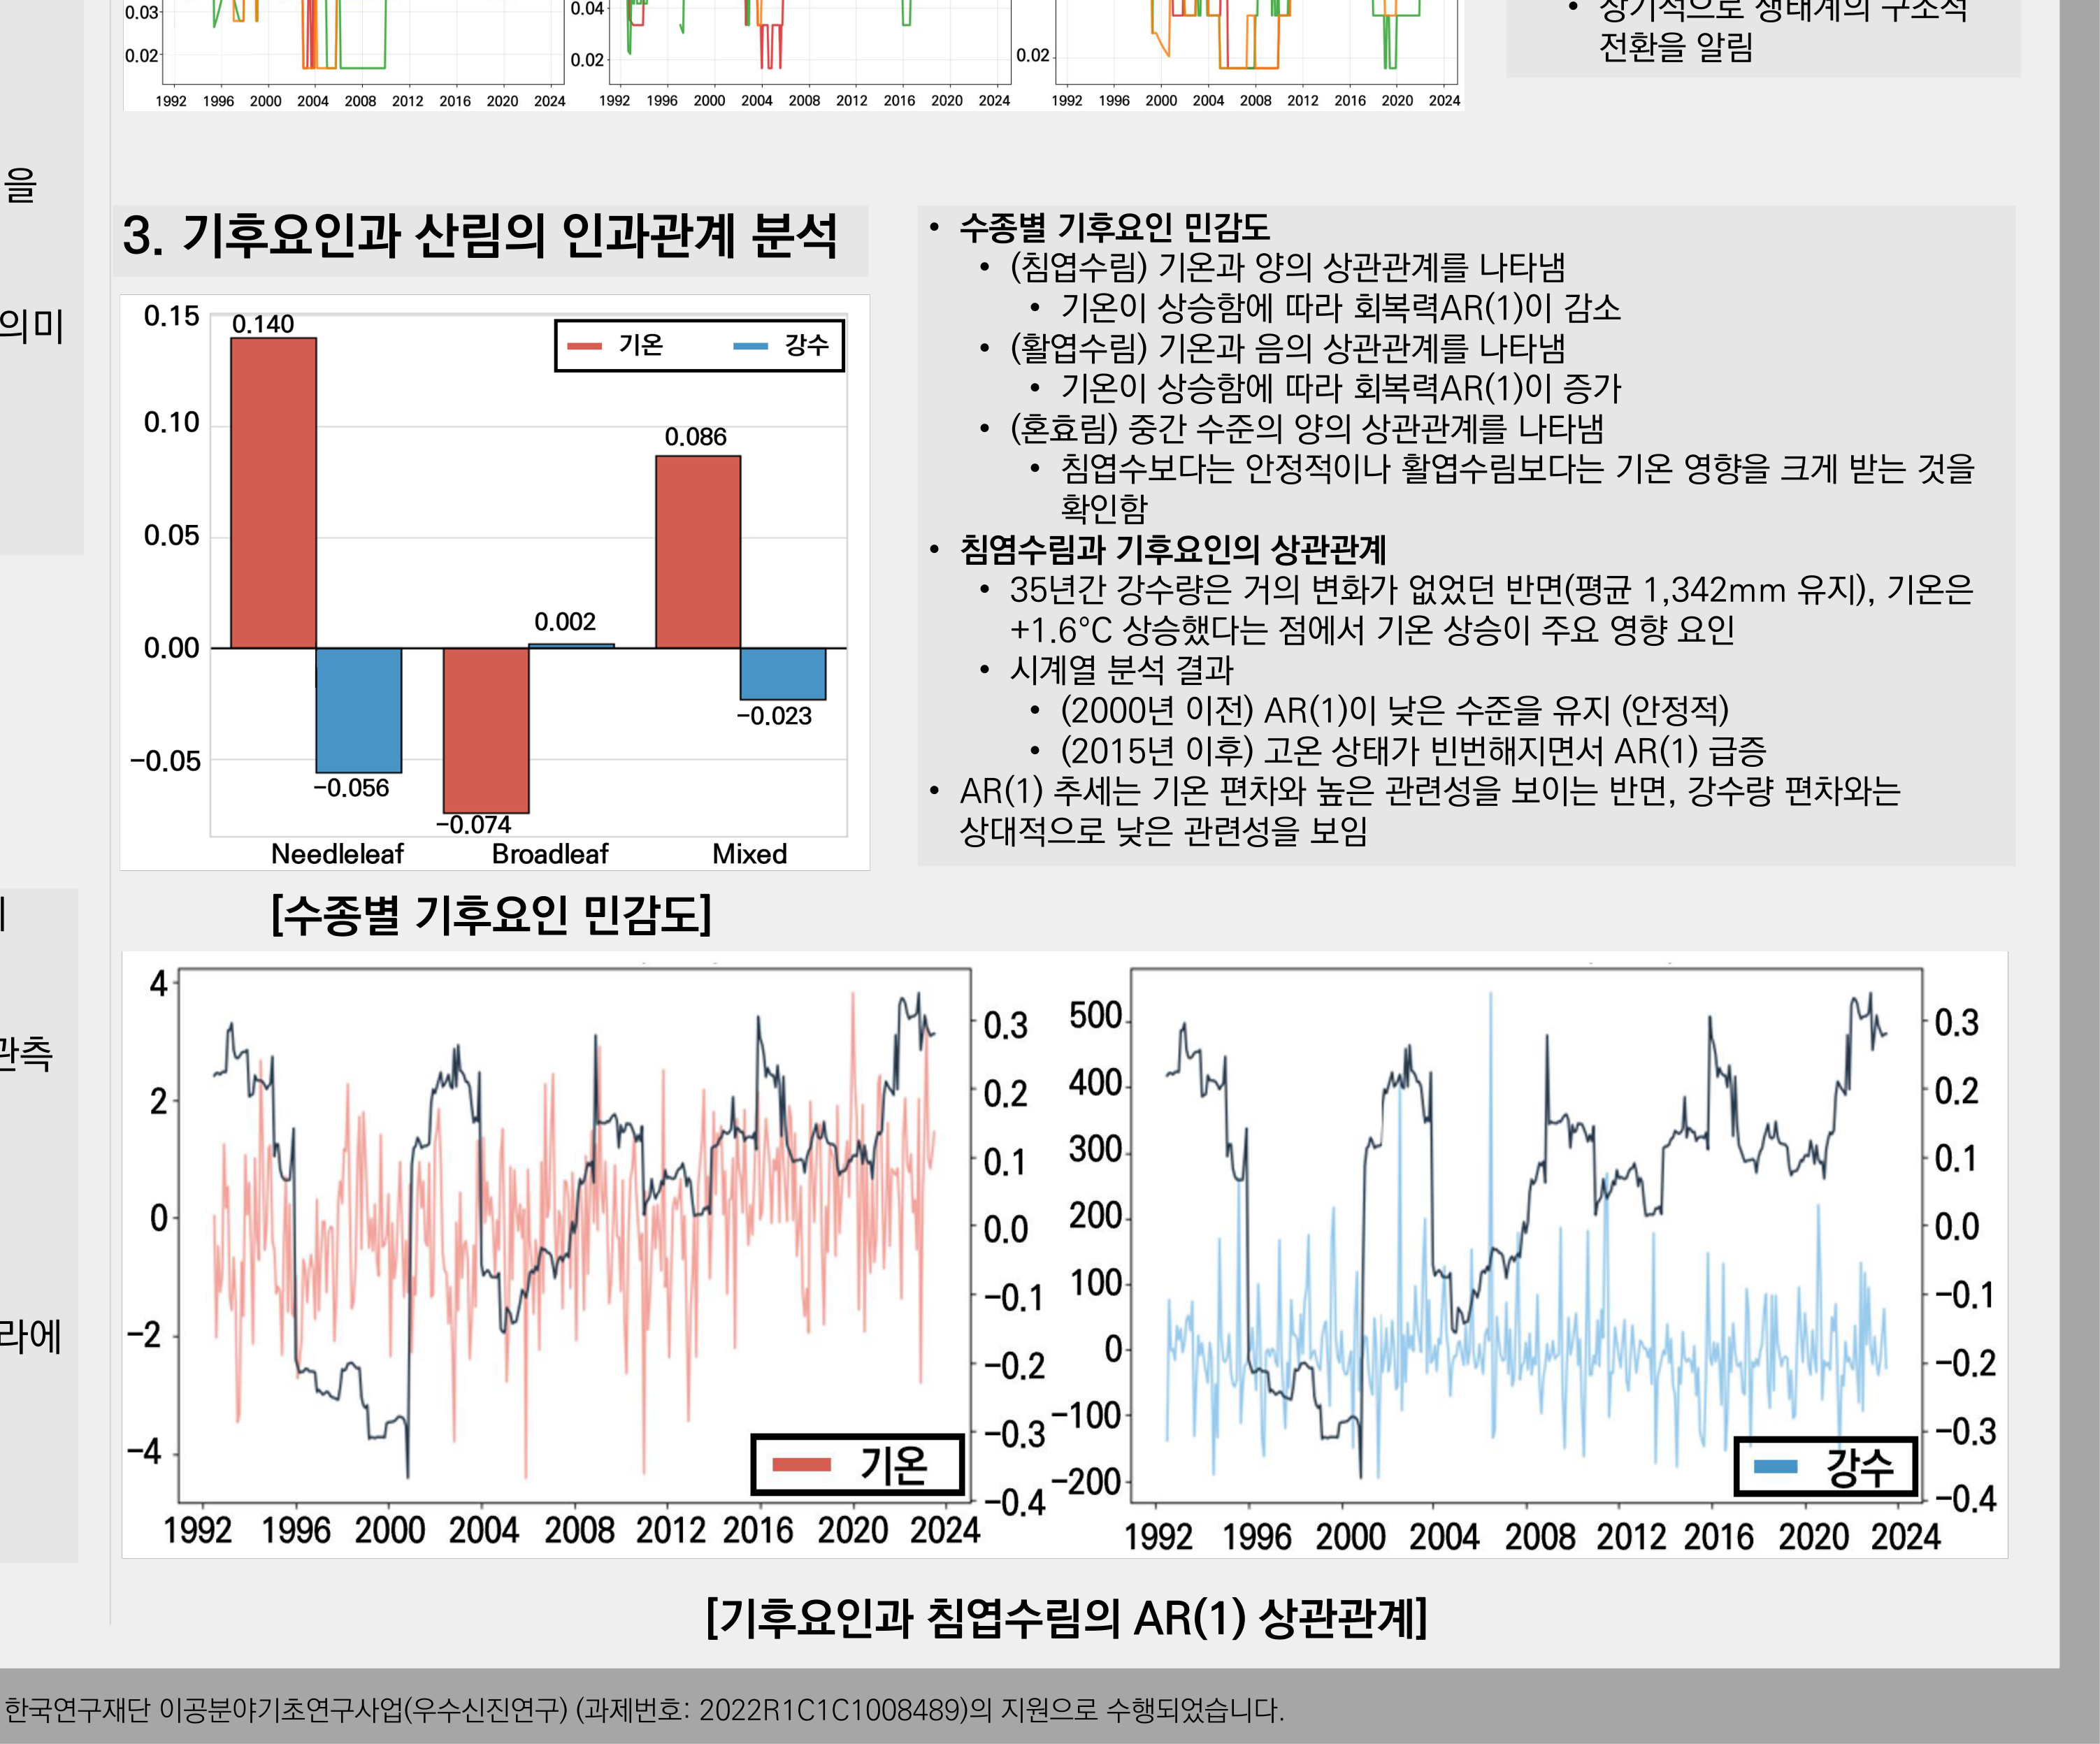 0.03
0.02
1992 1996 2000 2004 2008 2012 2016 2020 2024
0.04
0.02
1992 1996 2000 2004 2008 2012 2016 2020 2024
0.02
1992 1996 2000 2004 2008 2012 2016 2020 2024
• 장기적으로 생태계의 구조적
전환을 알림
을
의미
관측
라에
3. 기후요인과 산림의 인과관계 분석
0.15
0.10
0.05
0.00
−0.05
기온 강수
0.140
−0.056
−0.074
0.002
0.086
−0.023
Needleleaf Broadleaf Mixed
[수종별 기후요인 민감도]
• 수종별 기후요인 민감도
• (침엽수림) 기온과 양의 상관관계를 나타냄
• 기온이 상승함에 따라 회복력AR(1)이 감소
• (활엽수림) 기온과 음의 상관관계를 나타냄
• 기온이 상승함에 따라 회복력AR(1)이 증가
• (혼효림) 중간 수준의 양의 상관관계를 나타냄
• 침엽수보다는 안정적이나 활엽수림보다는 기온 영향을 크게 받는 것을
확인함
• 침염수림과 기후요인의 상관관계
• 35년간 강수량은 거의 변화가 없었던 반면(평균 1,342mm 유지), 기온은
+1.6°C 상승했다는 점에서 기온 상승이 주요 영향 요인
• 시계열 분석 결과
• (2000년 이전) AR(1)이 낮은 수준을 유지 (안정적)
• (2015년 이후) 고온 상태가 빈번해지면서 AR(1) 급증
• AR(1) 추세는 기온 편차와 높은 관련성을 보이는 반면, 강수량 편차와는
상대적으로 낮은 관련성을 보임
4
2
0
−2
−4
0.3
0.2
0.1
0.0
−0.1
−0.2
−0.3
−0.4
기온
1992 1996 2000 2004 2008 2012 2016 2020 2024
500
400
300
200
100
0
−100
−200
0.3
0.2
0.1
0.0
−0.1
−0.2
−0.3
−0.4
강수
1992 1996 2000 2004 2008 2012 2016 2020 2024
[기후요인과 침엽수림의 AR(1) 상관관계]
한국연구재단 이공분야기초연구사업(우수신진연구) (과제번호: 2022R1C1C1008489)의 지원으로 수행되었습니다.